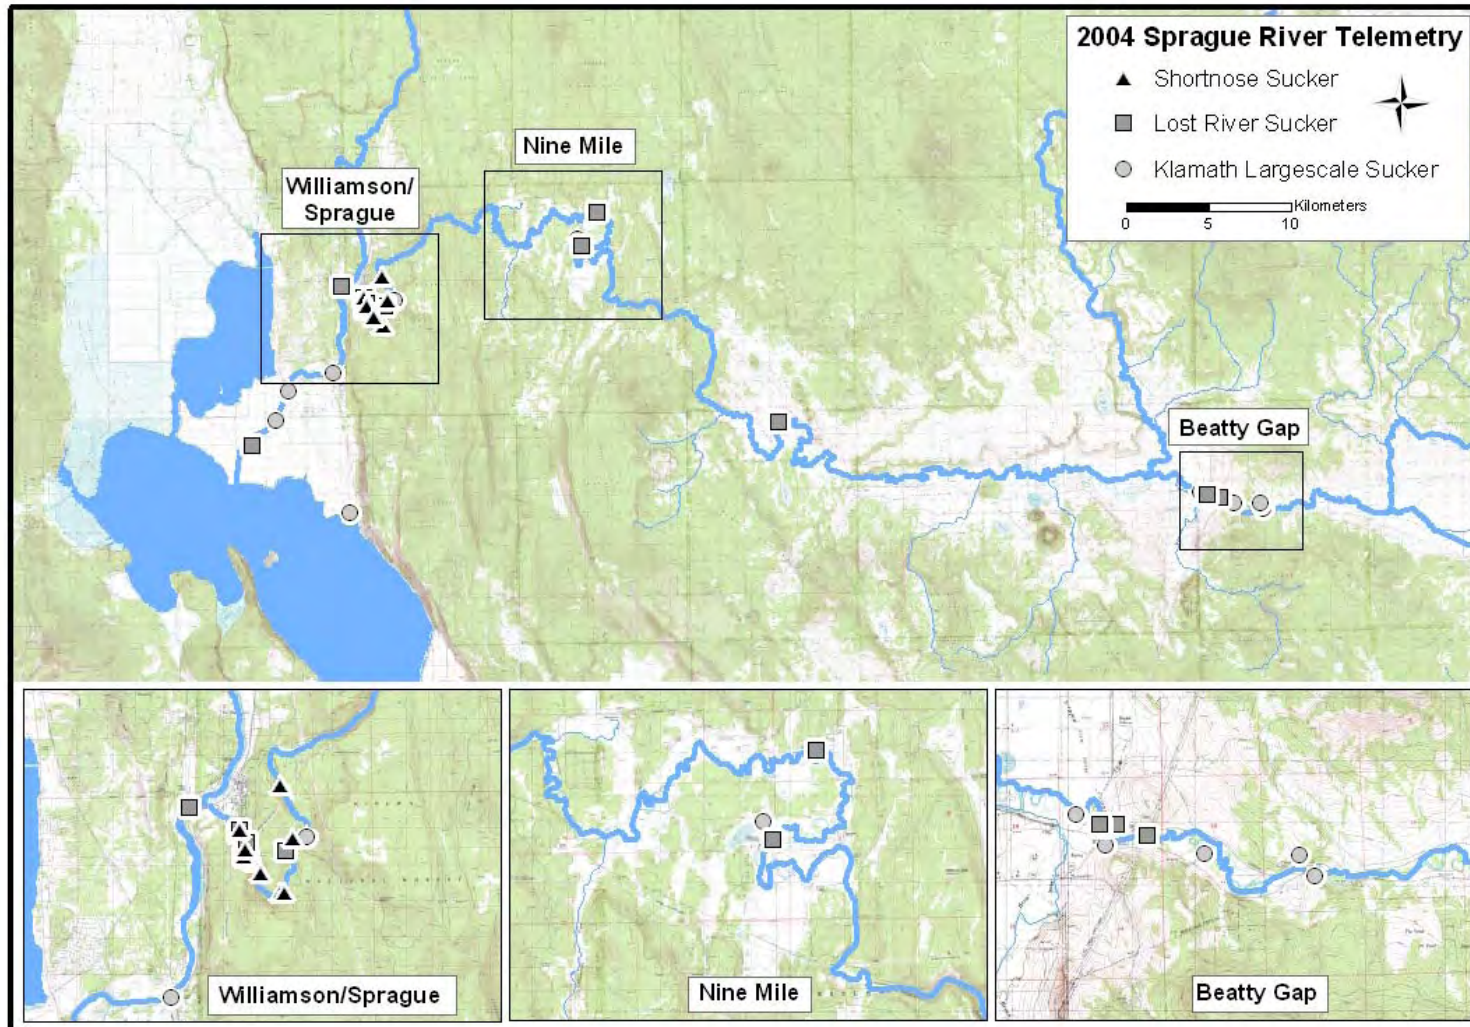 2004 Sprague River Telemetry
Shortnose Sucker
Lost River Sucker
Klamath Largescale Sucker
Kilometers
0 5 10
Nine Mile
Williamson/
Sprague
Beatty Gap
Williamson/Sprague
Nine Mile
Beatty Gap